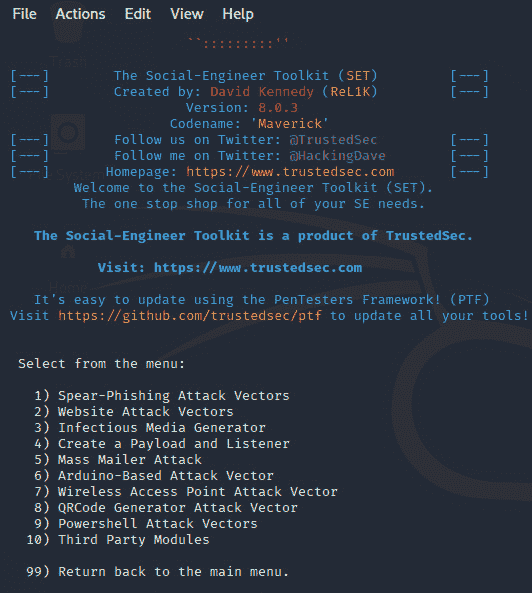 File Actions Edit View Help
``:::::::::''
[---] The Social-Engineer Toolkit (SET) [---]
[---] Created by: David Kennedy (ReL1K) [---]
Version: 8.0.3
Codename: 'Maverick'
[---] Follow us on Twitter: @TrustedSec [---]
[---] Follow me on Twitter: @HackingDave [---]
[---] Homepage: https://www.trustedsec.com [---]
Welcome to the Social-Engineer Toolkit (SET).
The one stop shop for all of your SE needs.
The Social-Engineer Toolkit is a product of TrustedSec.
Visit: https://www.trustedsec.com
It's easy to update using the PenTesters Framework! (PTF)
Visit https://github.com/trustedsec/ptf to update all your tools!
Select from the menu:
1) Spear-Phishing Attack Vectors
2) Website Attack Vectors
3) Infectious Media Generator
4) Create a Payload and Listener
5) Mass Mailer Attack
6) Arduino-Based Attack Vector
7) Wireless Access Point Attack Vector
8) QRCode Generator Attack Vector
9) Powershell Attack Vectors
10) Third Party Modules
99) Return back to the main menu.